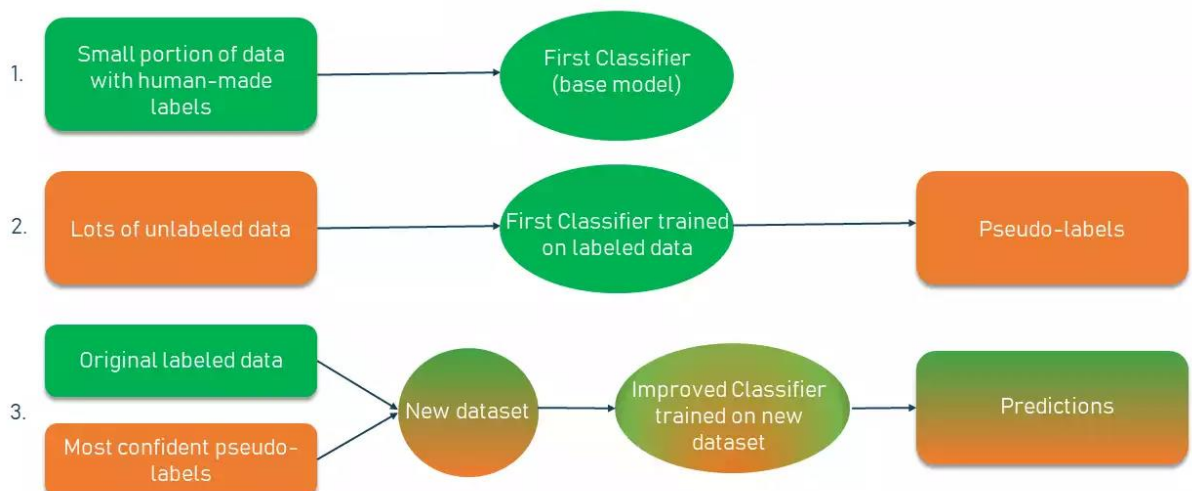 1.
Small portion of data
with human-made
labels
First Classifier
(base model)
2.
Lots of unlabeled data
First Classifier trained
on labeled data
Pseudo-labels
3.
Original labeled data
Most confident pseudo-
labels
New dataset
Improved Classifier
trained on new
dataset
Predictions